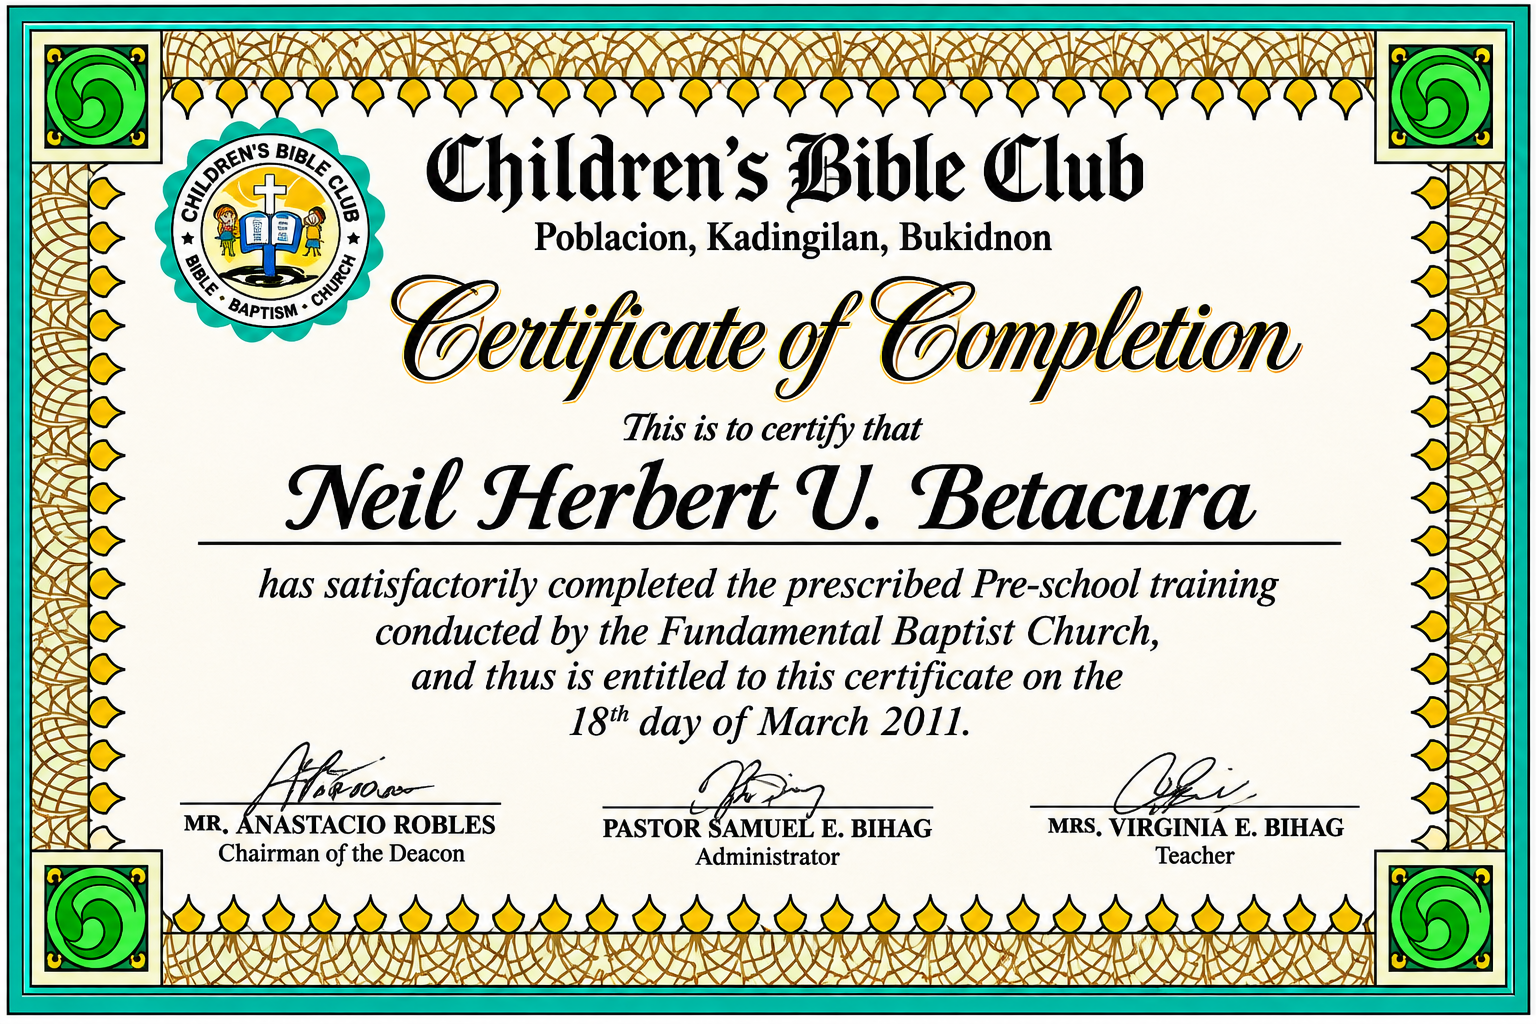 CHILDREN'S BIBLE CLUB
★ BIBLE • BAPTISM • CHURCH ★
Children's Bible Club
Poblacion, Kadingilan, Bukidnon
Certificate of Completion
This is to certify that
Neil Herbert U. Betacura
has satisfactorily completed the prescribed Pre-school training
conducted by the Fundamental Baptist Church,
and thus is entitled to this certificate on the
18th day of March 2011.
MR. ANASTACIO ROBLES
Chairman of the Deacon
PASTOR SAMUEL E. BIHAG
Administrator
MRS. VIRGINIA E. BIHAG
Teacher